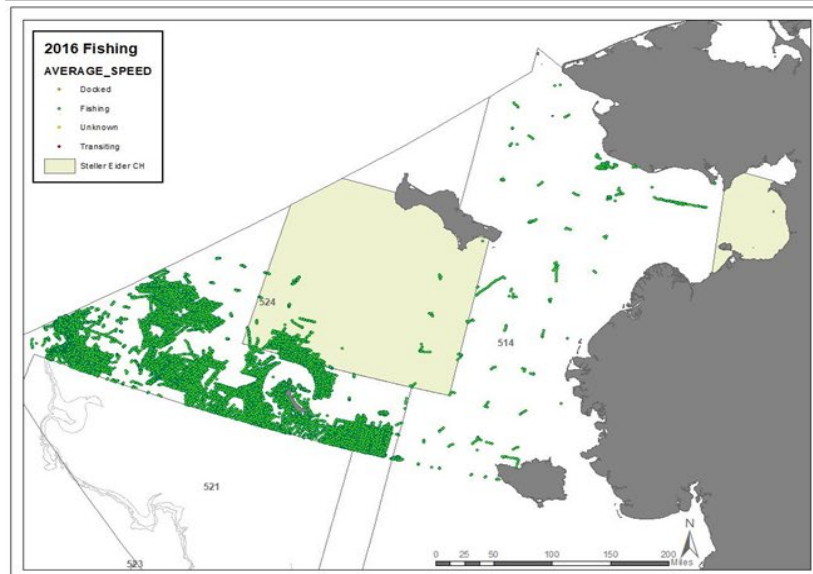 2016 Fishing
AVERAGE_SPEED
Docked
Fishing
Unknown
Transiting
Steller Eider CH
524
514
521
523
N
0 25 50 100 150 200
Miles